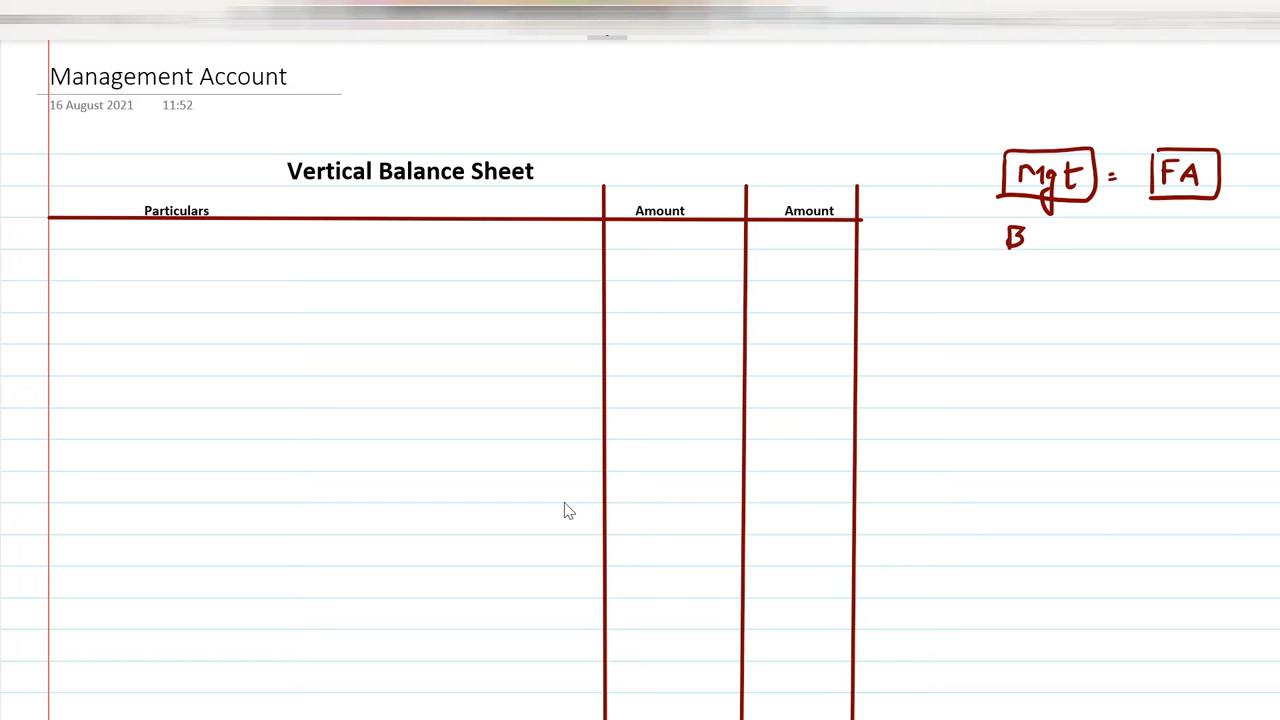 Management Account
16 August 2021 11:52
Vertical Balance Sheet
Mgt = FA
Particulars Amount Amount
B